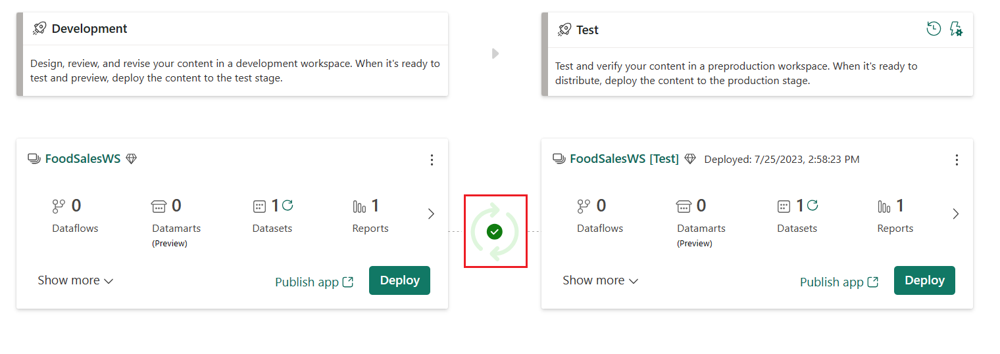 Development
Design, review, and revise your content in a development workspace. When it's ready to
test and preview, deploy the content to the test stage.
Test
Test and verify your content in a preproduction workspace. When it's ready to
distribute, deploy the content to the production stage.
FoodSalesWS
0
Dataflows
0
Datamarts
(Preview)
1
Datasets
1
Reports
Show more
Publish app
Deploy
FoodSalesWS [Test] Deployed: 7/25/2023, 2:58:23 PM
0
Dataflows
0
Datamarts
(Preview)
1
Datasets
1
Reports
Show more
Publish app
Deploy